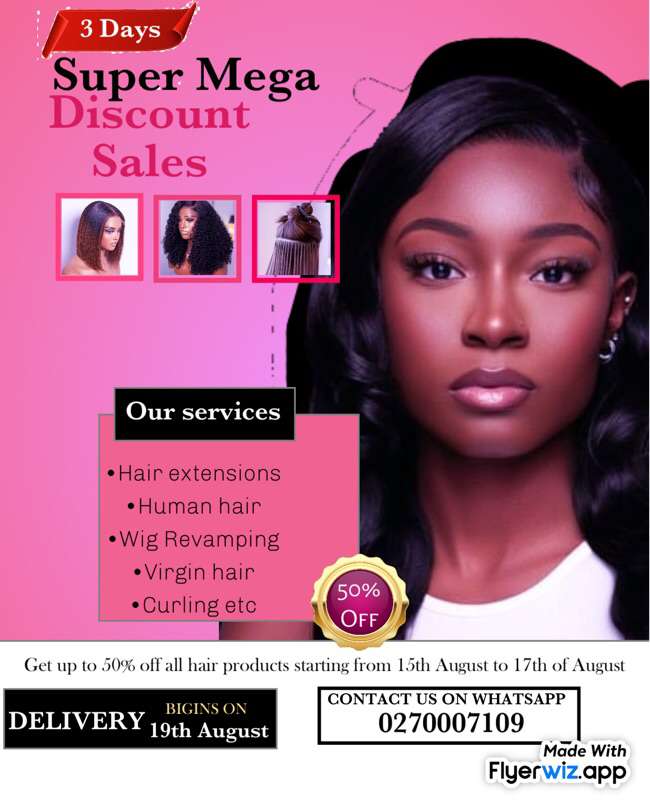 3 Days
Super Mega
Discount
Sales
Our services
•Hair extensions
•Human hair
•Wig Revamping
•Virgin hair
•Curling etc
50%
Off
Get up to 50% off all hair products starting from 15th August to 17th of August
DELIVERY BIGINS ON
19th August
CONTACT US ON WHATSAPP
0270007109
Made With
Flyerwiz.app